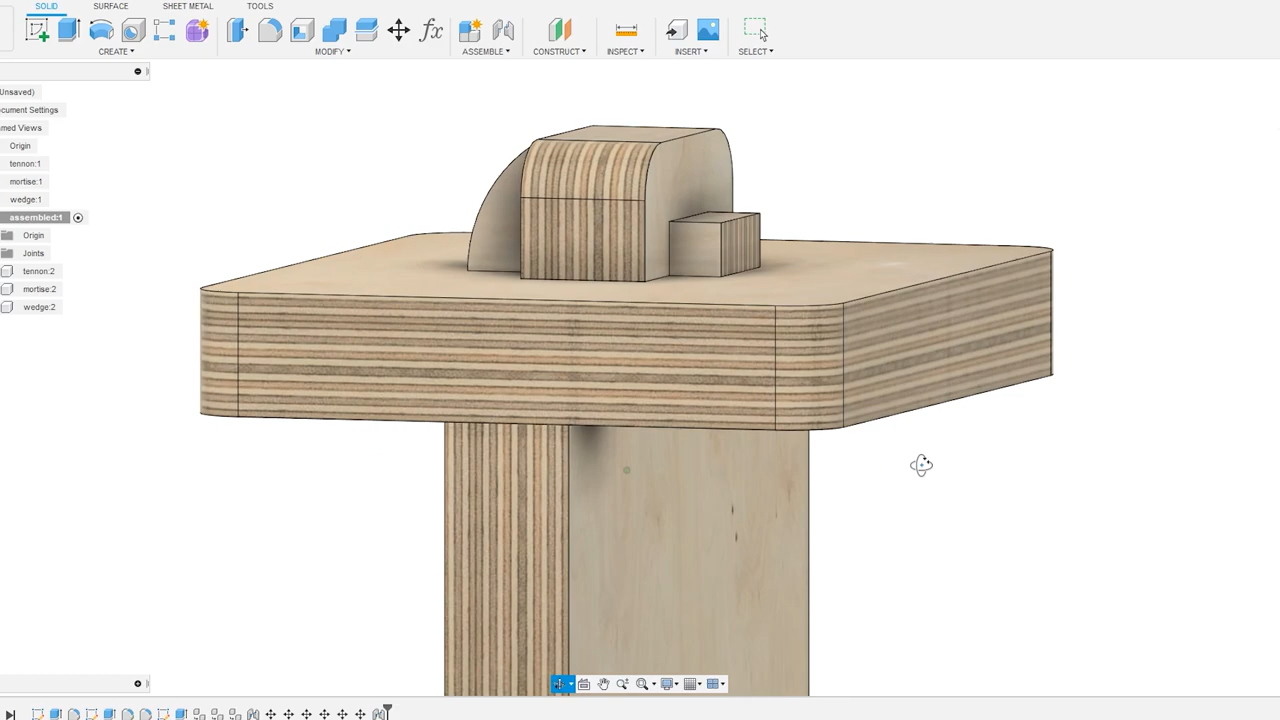 SOLID SURFACE SHEET METAL TOOLS
CREATE MODIFY ASSEMBLE CONSTRUCT INSPECT INSERT SELECT
fx
Unsaved)
cument Settings
med Views
Origin
tennon:1
mortise:1
wedge:1
assembled:1
Origin
Joints
tennon:2
mortise:2
wedge:2